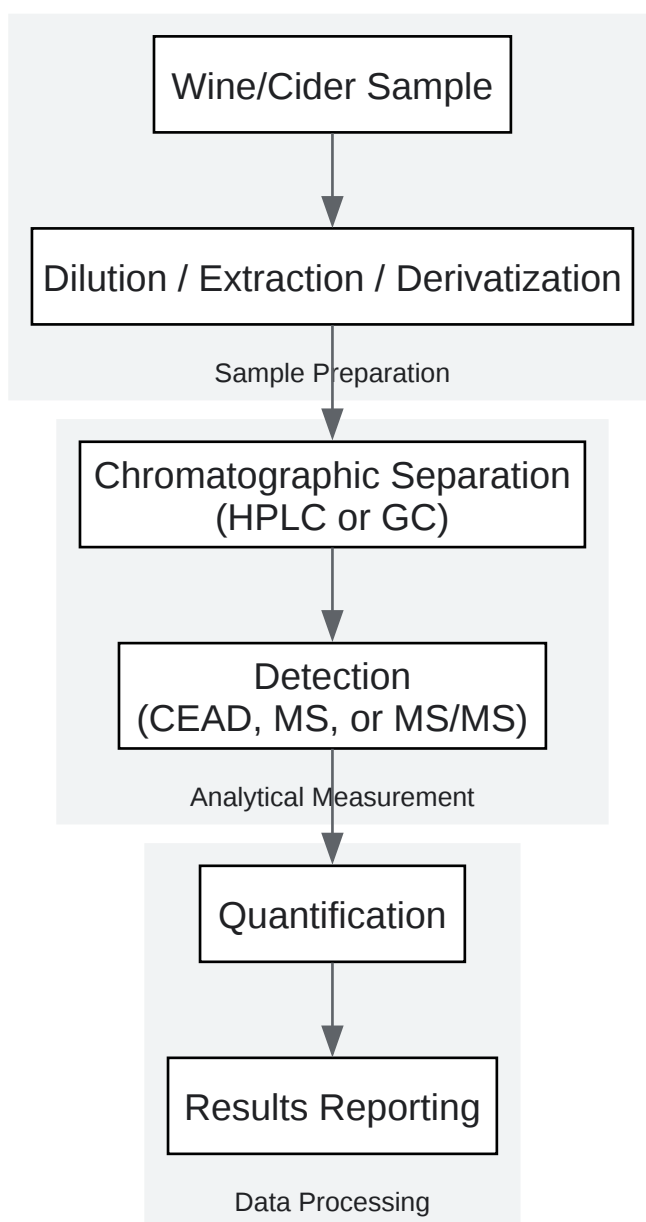 Wine/Cider Sample
Dilution / Extraction / Derivatization
Sample Preparation
Chromatographic Separation
(HPLC or GC)
Detection
(CEAD, MS, or MS/MS)
Analytical Measurement
Quantification
Results Reporting
Data Processing